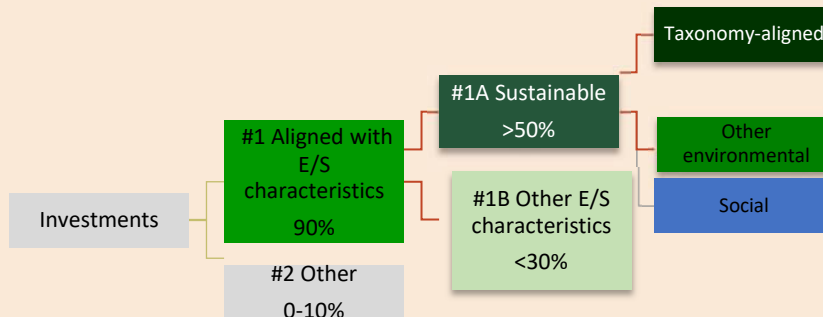 Investments
#1 Aligned with
E/S
characteristics
90%
#2 Other
0-10%
#1A Sustainable
>50%
#1B Other E/S
characteristics
<30%
Taxonomy-aligned
Other
environmental
Social